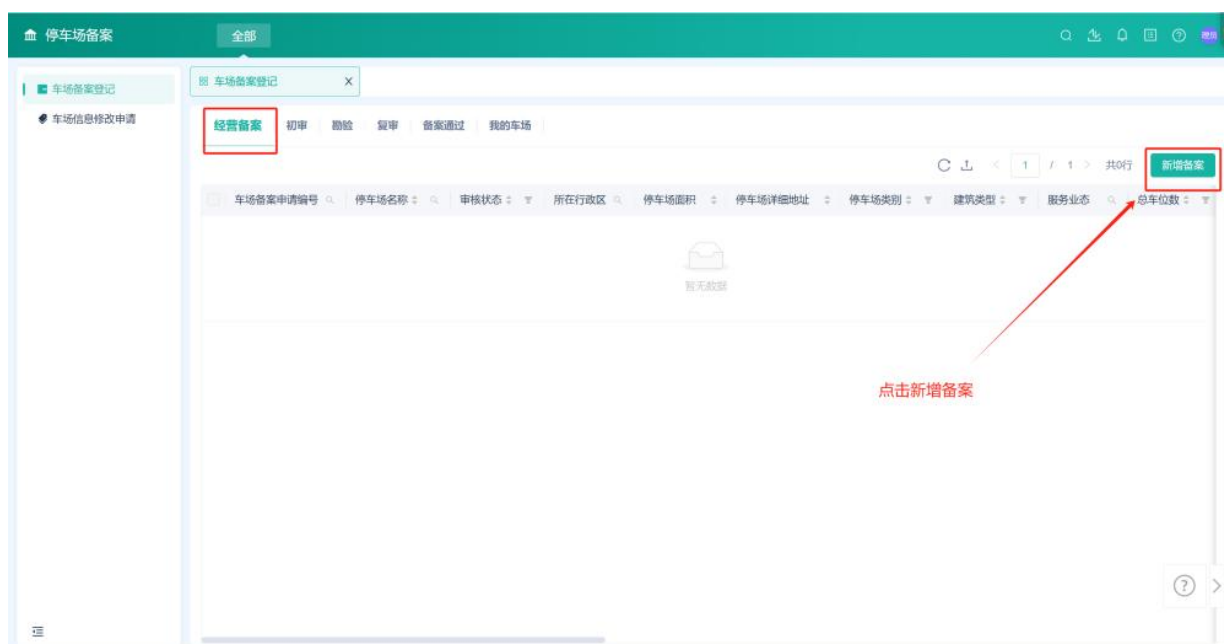 停车场备案 全部
车场备案登记
车场信息修改申请
车场备案登记 X
经营备案 初审 勘验 复审 备案通过 我的车场
< 1 / 1 > 共0行 新增备案
车场备案申请编号 停车场名称 审核状态 所在行政区 停车场面积 停车场详细地址 停车场类别 建筑类型 服务业态 总车位数
暂无数据
点击新增备案